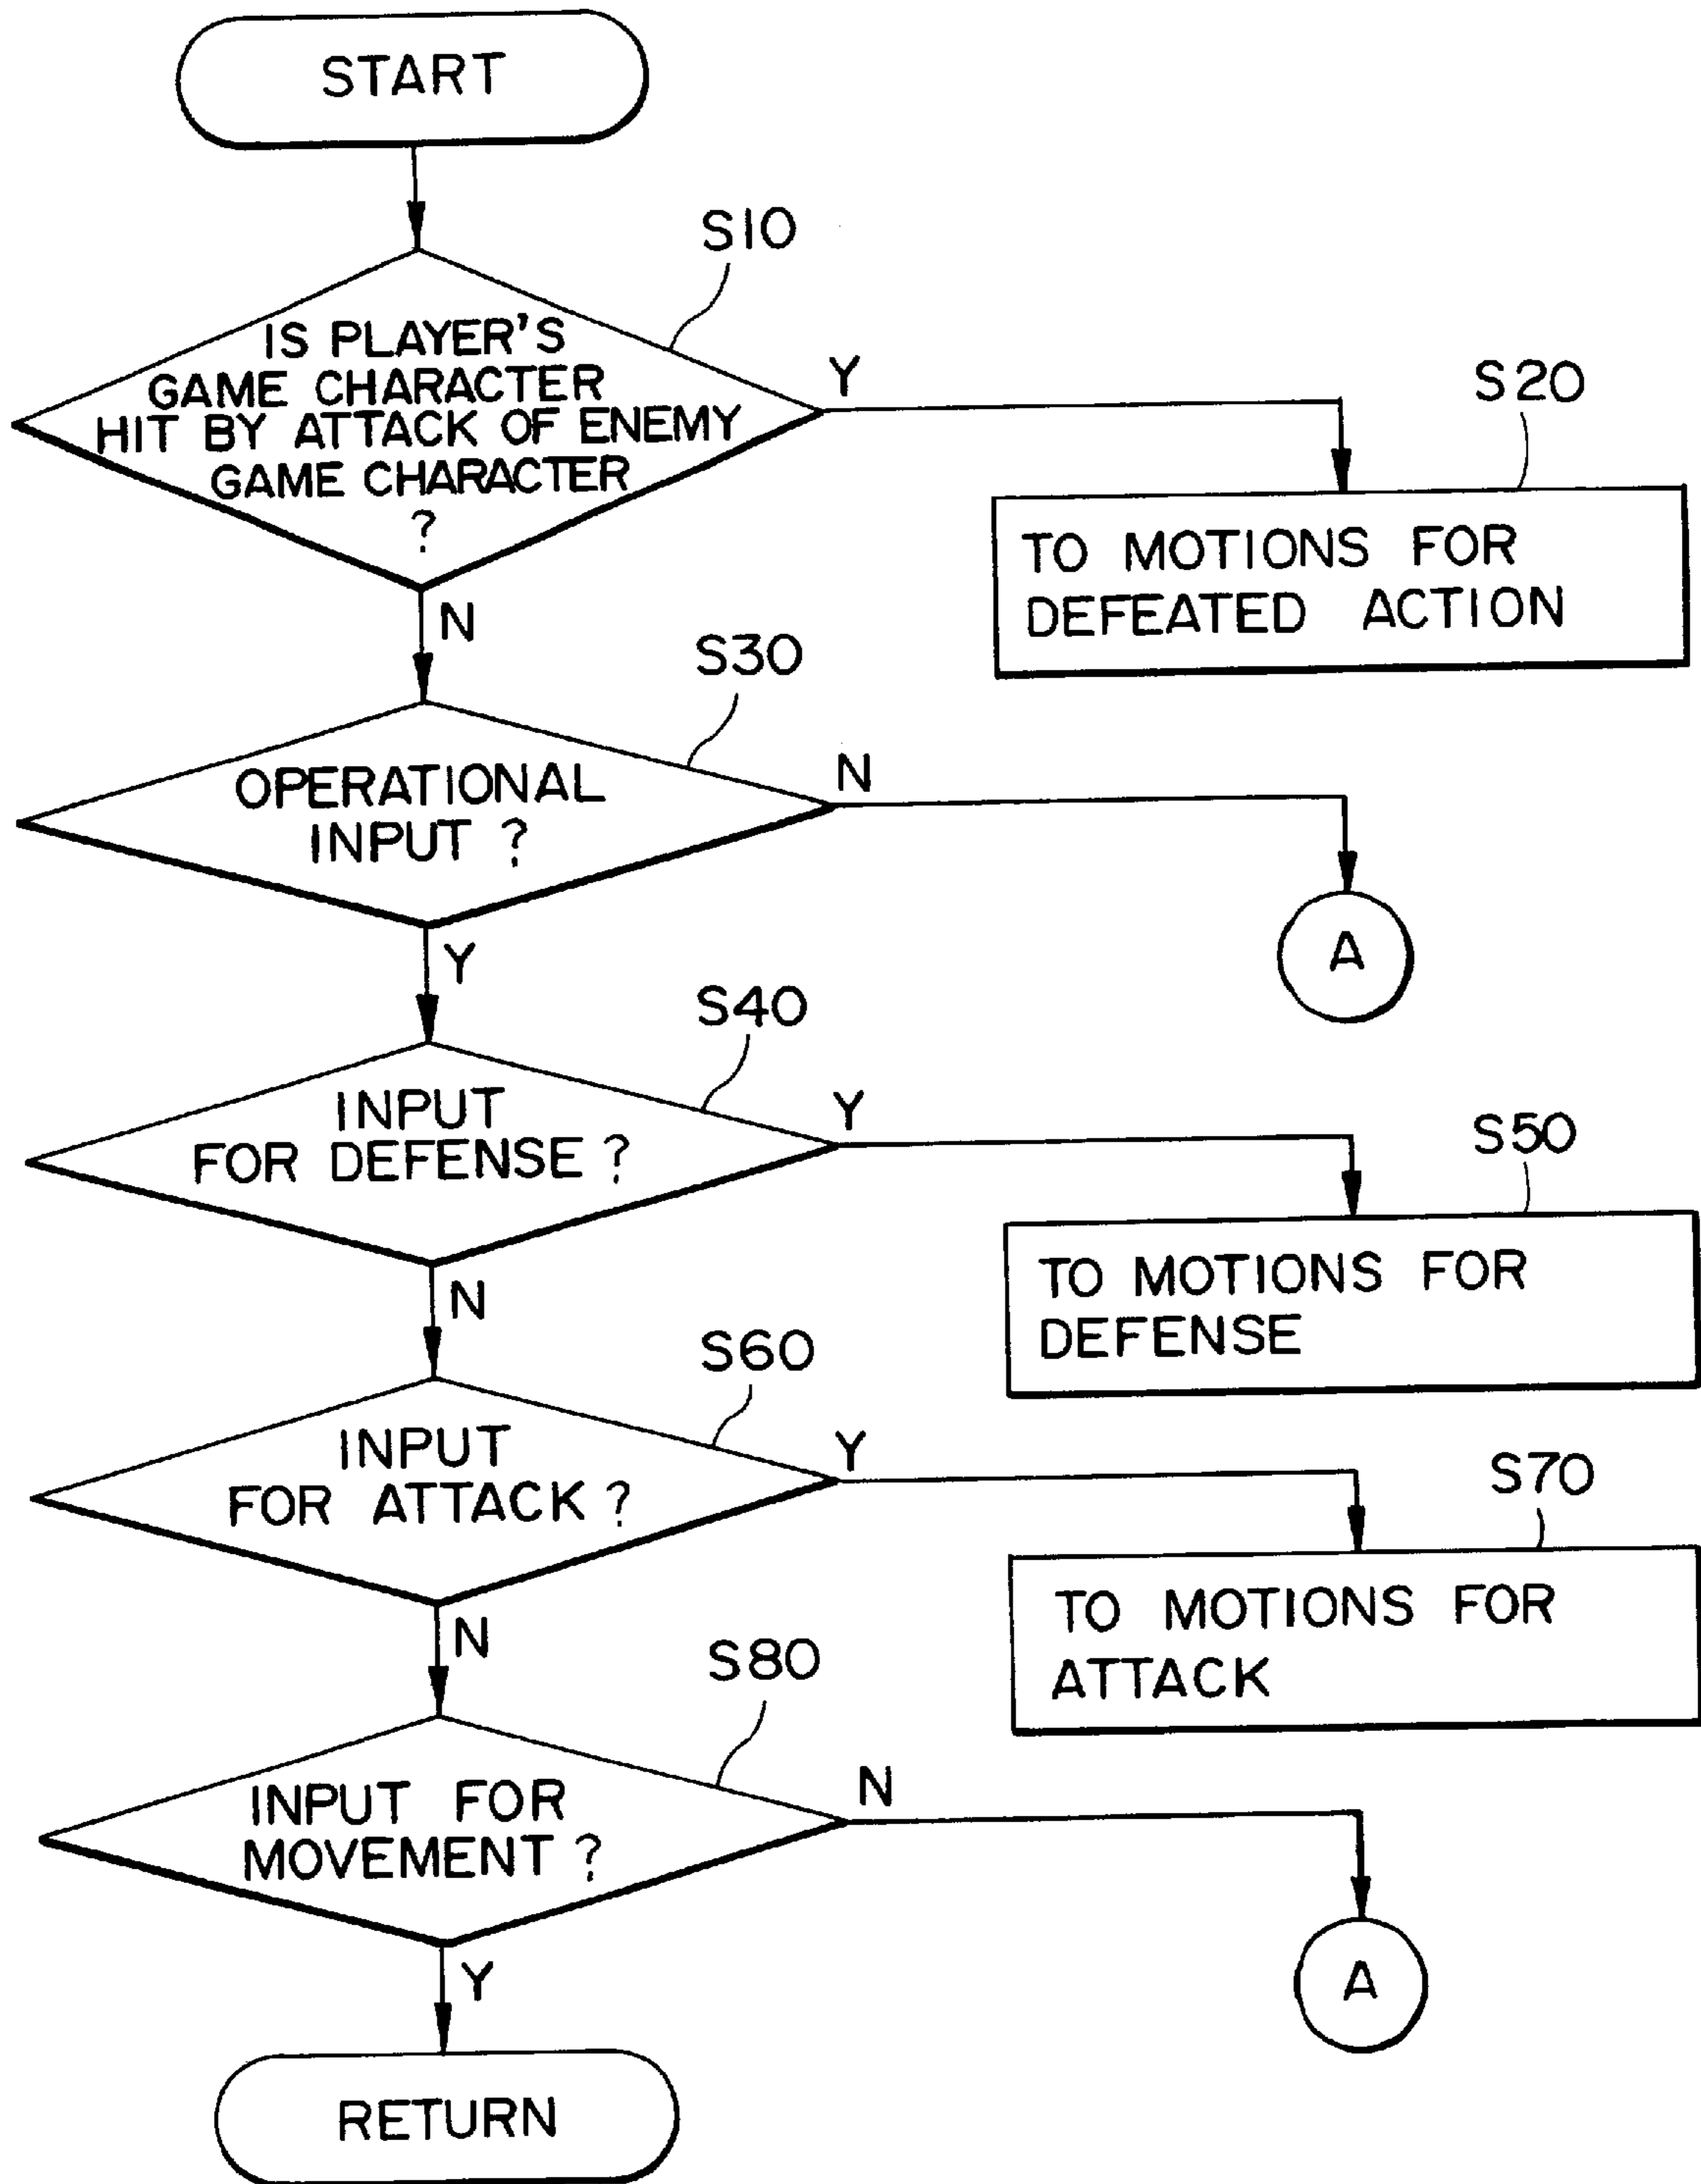 START
S10
IS PLAYER'S
GAME CHARACTER
HIT BY ATTACK OF ENEMY
GAME CHARACTER
?
Y
S20
TO MOTIONS FOR
DEFEATED ACTION
N
S30
OPERATIONAL
INPUT ?
N
A
Y
S40
INPUT
FOR DEFENSE ?
Y
S50
TO MOTIONS FOR
DEFENSE
N
S60
INPUT
FOR ATTACK ?
Y
S70
TO MOTIONS FOR
ATTACK
N
S80
INPUT FOR
MOVEMENT ?
N
A
Y
RETURN